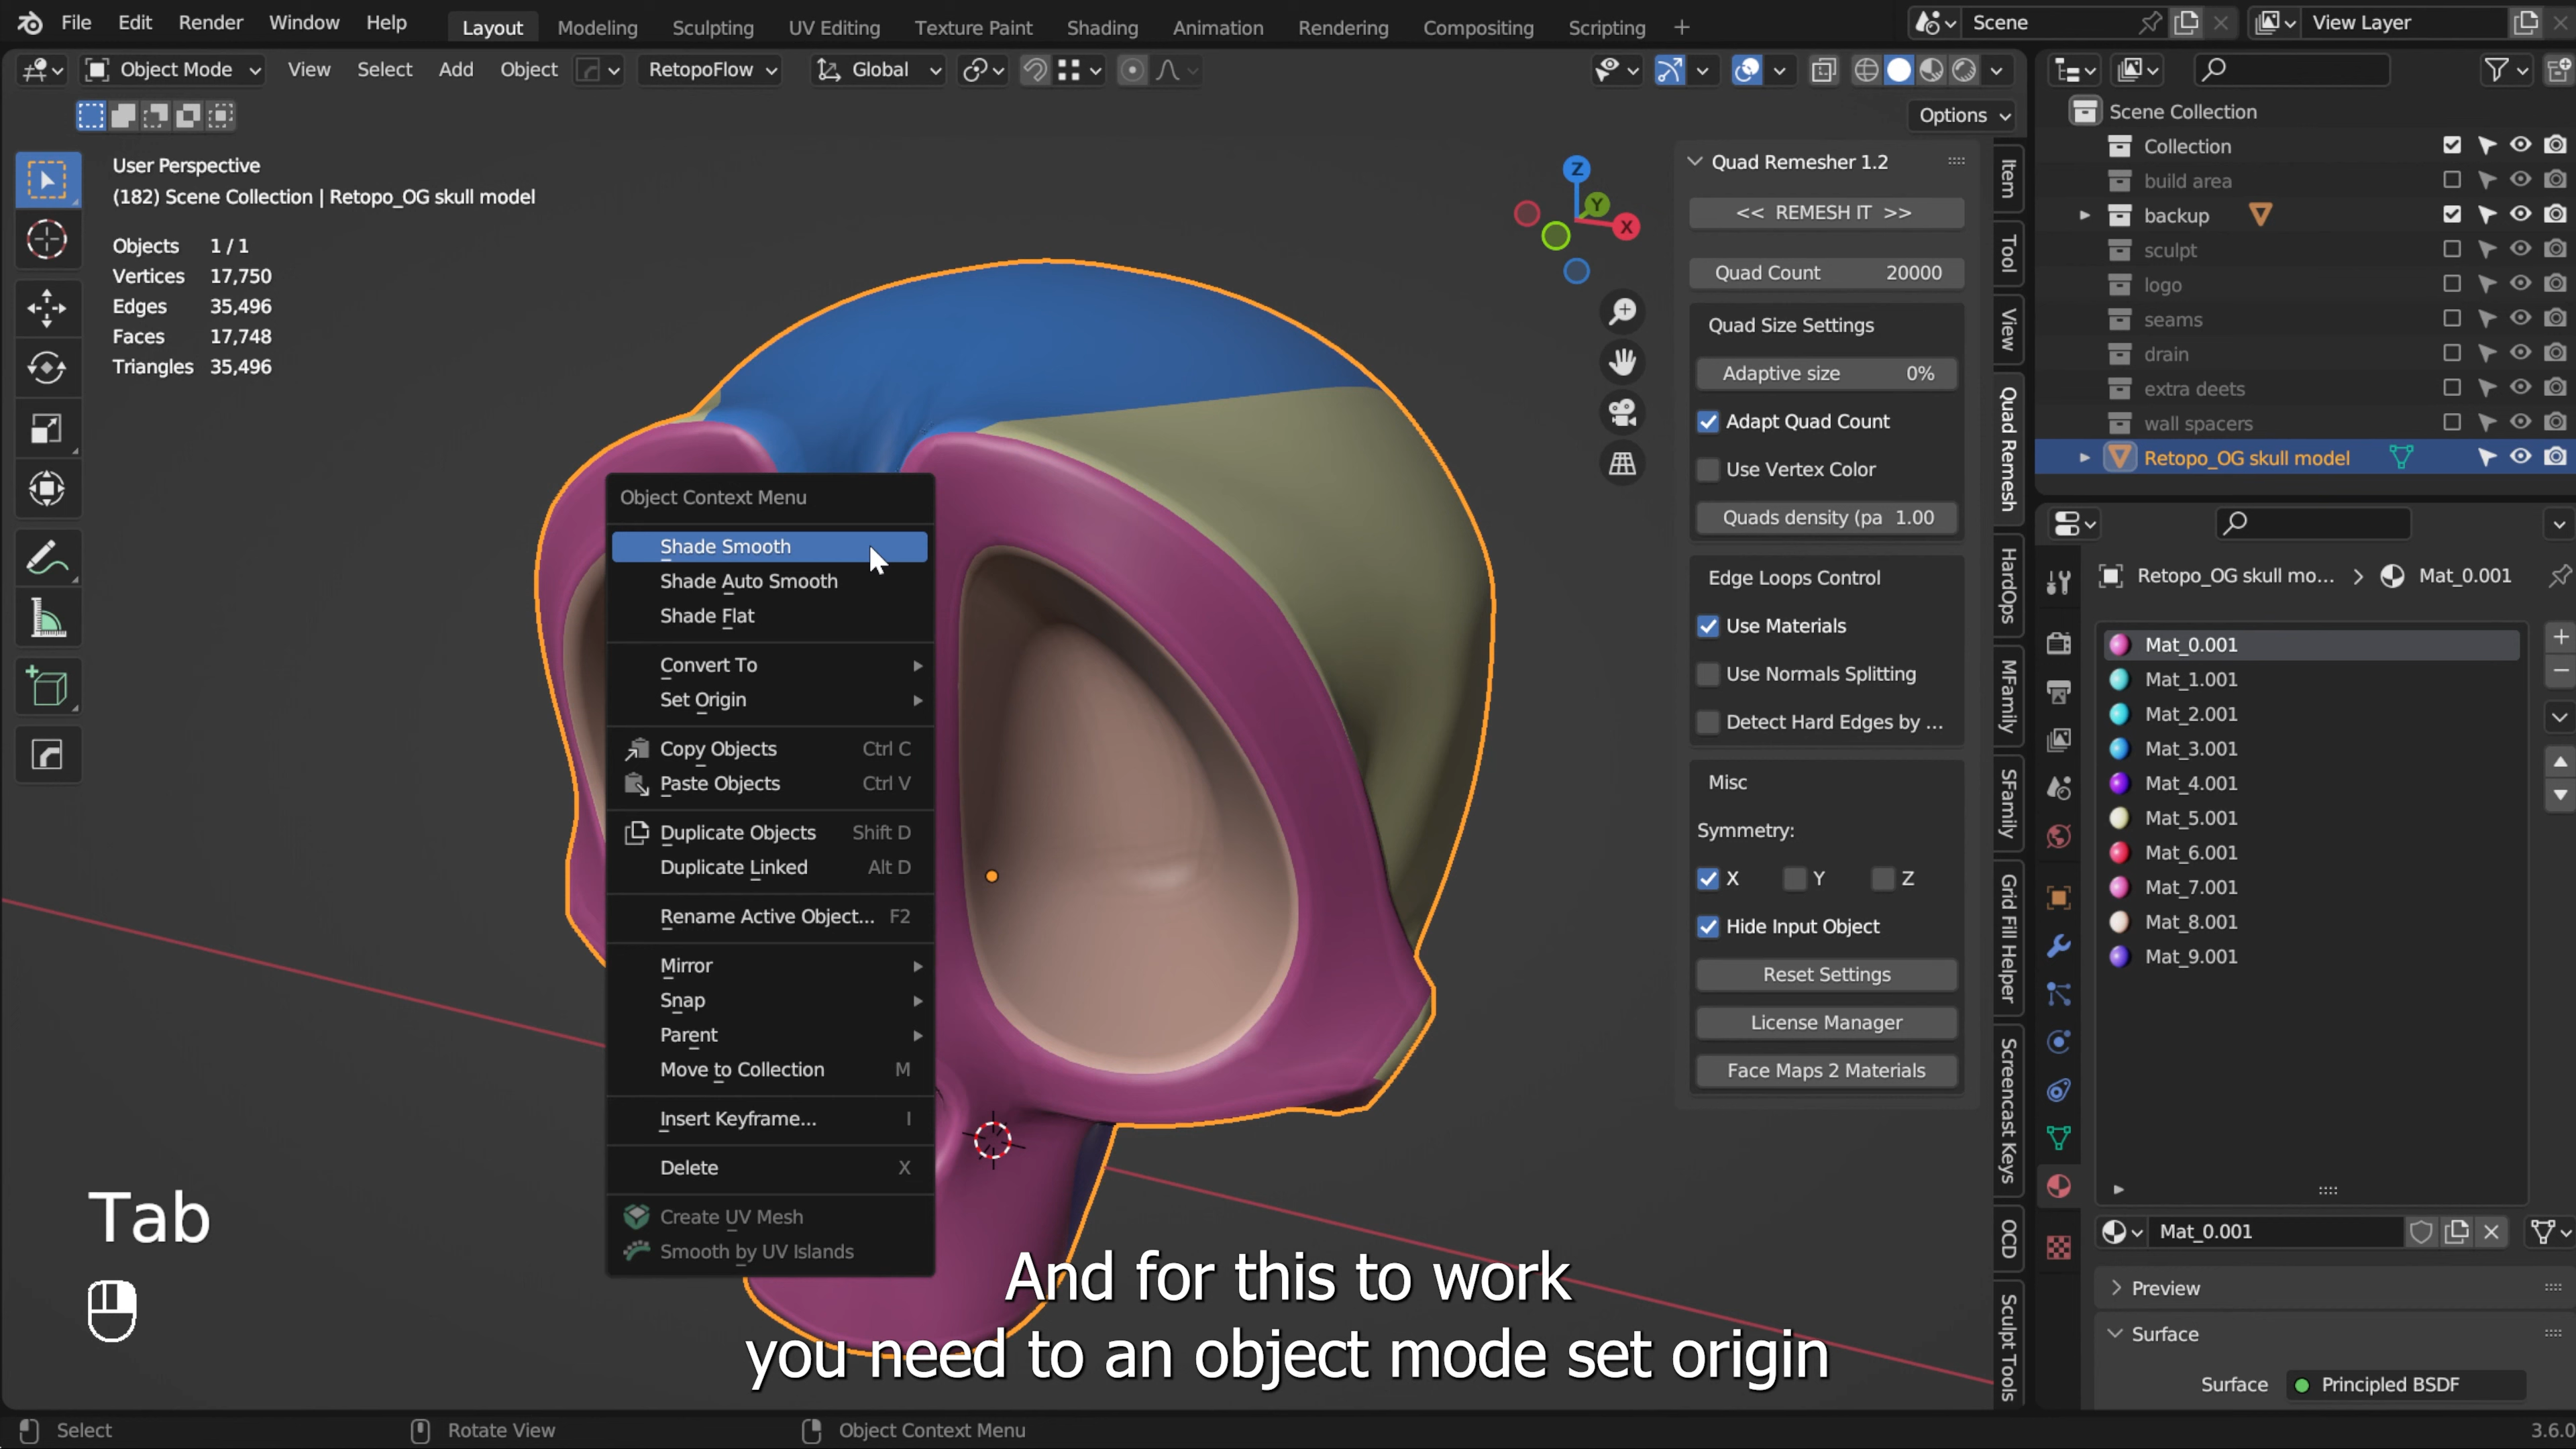 File Edit Render Window Help Layout Modeling Sculpting UV Editing Texture Paint Shading Animation Rendering Compositing Scripting + Scene View Layer
Object Mode View Select Add Object RetopoFlow Global
Options
User Perspective
(182) Scene Collection | Retopo_OG skull model
Objects 1 / 1
Vertices 17,750
Edges 35,496
Faces 17,748
Triangles 35,496
Z
Y
X
Object Context Menu
Shade Smooth
Shade Auto Smooth
Shade Flat
Convert To
Set Origin
Copy Objects Ctrl C
Paste Objects Ctrl V
Duplicate Objects Shift D
Duplicate Linked Alt D
Rename Active Object... F2
Mirror
Snap
Parent
Move to Collection M
Insert Keyframe... I
Delete X
Create UV Mesh
Smooth by UV Islands
Quad Remesher 1.2
<< REMESH IT >>
Quad Count 20000
Quad Size Settings
Adaptive size 0%
Adapt Quad Count
Use Vertex Color
Quads density (pa 1.00
Edge Loops Control
Use Materials
Use Normals Splitting
Detect Hard Edges by ...
Misc
Symmetry:
X Y Z
Hide Input Object
Reset Settings
License Manager
Face Maps 2 Materials
Item
Tool
View
Quad Remesh
HardOps
MFamily
SFamily
Grid Fill Helper
Screencast Keys
OCD
Sculpt Tools
Scene Collection
Collection
build area
backup
sculpt
logo
seams
drain
extra deets
wall spacers
Retopo_OG skull model
Retopo_OG skull mo... > Mat_0.001
Mat_0.001
Mat_1.001
Mat_2.001
Mat_3.001
Mat_4.001
Mat_5.001
Mat_6.001
Mat_7.001
Mat_8.001
Mat_9.001
Mat_0.001
Preview
Surface
Surface Principled BSDF
Tab
And for this to work
you need to an object mode set origin
Select Rotate View Object Context Menu 3.6.0